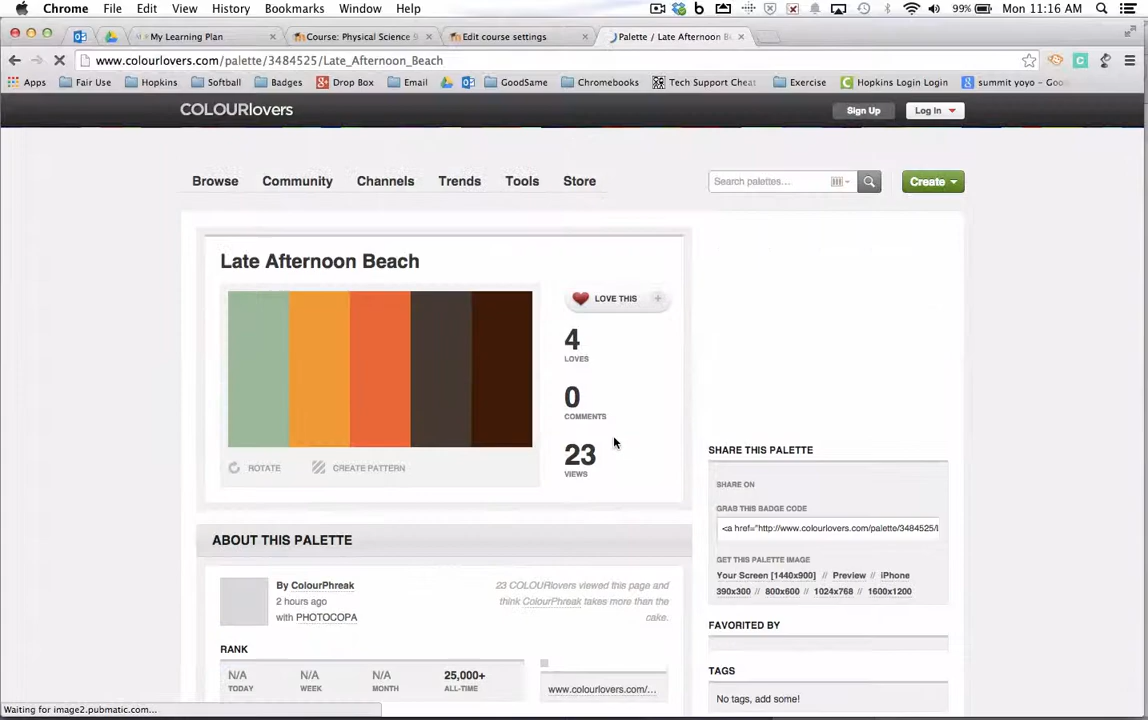 Chrome File Edit View History Bookmarks Window Help 99% Mon 11:16 AM
My Learning Plan Course: Physical Science 9 Edit course settings Palette / Late Afternoon B
www.colourlovers.com/palette/3484525/Late_Afternoon_Beach
Apps Fair Use Hopkins Softball Badges Drop Box Email GoodSame Chromebooks Tech Support Cheat Exercise Hopkins Login Login summit yoyo - Goo
COLOURlovers Sign Up Log In
Browse Community Channels Trends Tools Store Search palettes... Create
Late Afternoon Beach
LOVE THIS
4
LOVES
0
COMMENTS
23
VIEWS
ROTATE CREATE PATTERN
SHARE THIS PALETTE
SHARE ON
GRAB THIS BADGE CODE
<a href="http://www.colourlovers.com/palette/3484525/
GET THIS PALETTE IMAGE
Your Screen [1440x900] // Preview // iPhone
390x300 // 800x600 // 1024x768 // 1600x1200
FAVORITED BY
TAGS
No tags, add some!
ABOUT THIS PALETTE
By ColourPhreak
2 hours ago
with PHOTOCOPA
23 COLOURlovers viewed this page and
think ColourPhreak takes more than the
cake.
RANK
N/A N/A N/A 25,000+
TODAY WEEK MONTH ALL-TIME
www.colourlovers.com/...
Waiting for image2.pubmatic.com...